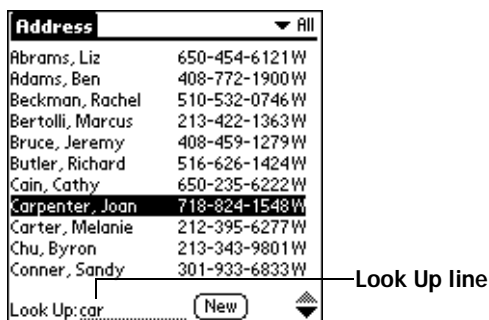 Address All
Abrams, Liz 650-454-6121W
Adams, Ben 408-772-1900W
Beckman, Rachel 510-532-0746W
Bertolli, Marcus 213-422-1363W
Bruce, Jeremy 408-459-1279W
Butler, Richard 516-626-1424W
Cain, Cathy 650-235-6222W
Carpenter, Joan 718-824-1548W
Carter, Melanie 212-395-6277W
Chu, Byron 213-343-9801W
Conner, Sandy 301-933-6833W
Look Up line
Look Up: car New